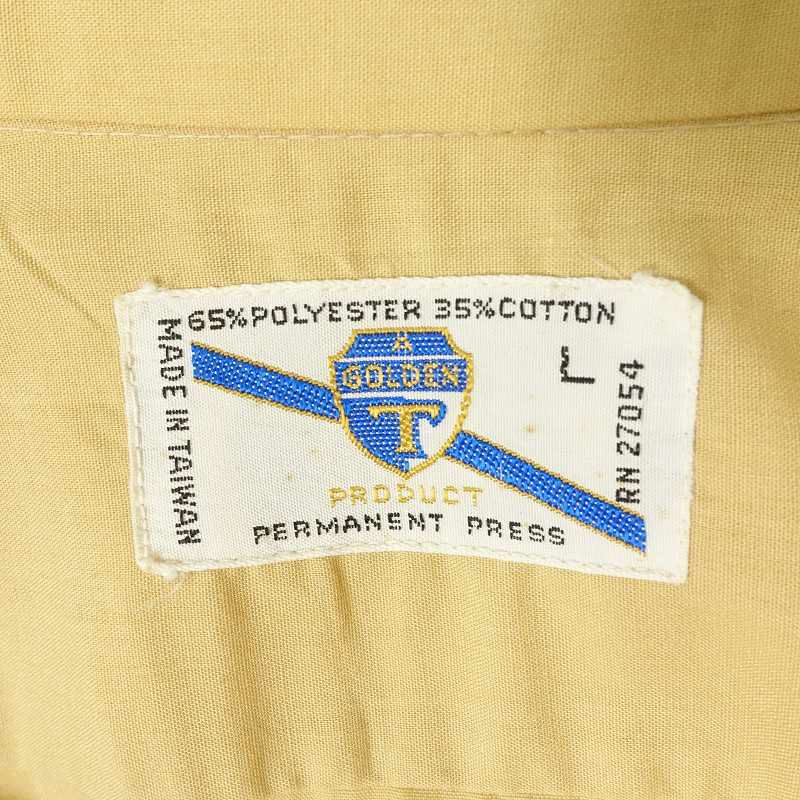 65% POLYESTER 35% COTTON
MADE IN TAIWAN
A
GOLDEN
T
PRODUCT
PERMANENT PRESS
L
RN 27054